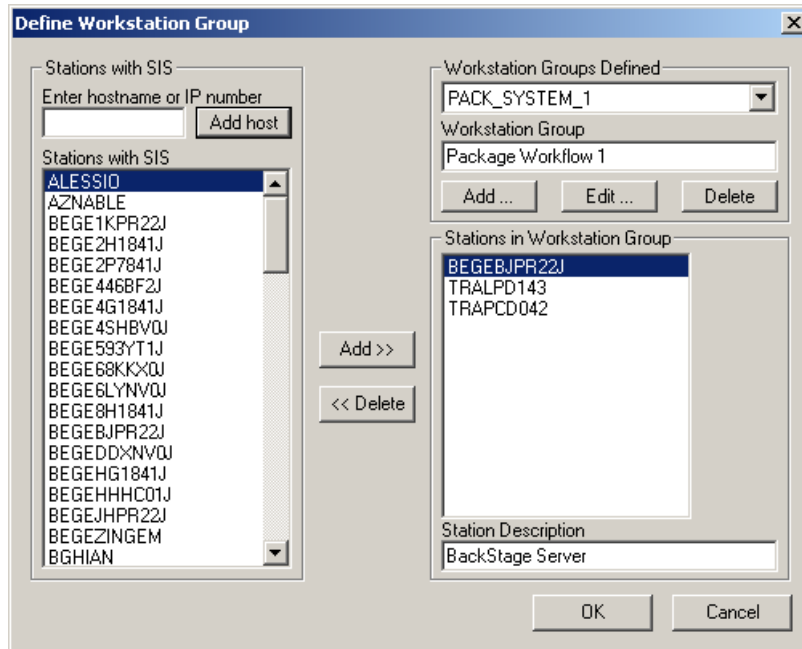 Define Workstation Group
Stations with SIS
Enter hostname or IP number
Add host
Stations with SIS
ALESSIO
AZNABLE
BEGE1KPR22J
BEGE2H1841J
BEGE2P7841J
BEGE446BF2J
BEGE4G1841J
BEGE4SHBV0J
BEGE593YT1J
BEGE68KKX0J
BEGE6LYNV0J
BEGE8H1841J
BEGEBJPR22J
BEGEDDXNV0J
BEGEHG1841J
BEGEHHHC01J
BEGEJHPR22J
BEGEZINGEM
BGHIAN
Add >>
<< Delete
Workstation Groups Defined
PACK_SYSTEM_1
Workstation Group
Package Workflow 1
Add ... Edit ... Delete
Stations in Workstation Group
BEGEBJPR22J
TRALPD143
TRAPCD042
Station Description
BackStage Server
OK Cancel